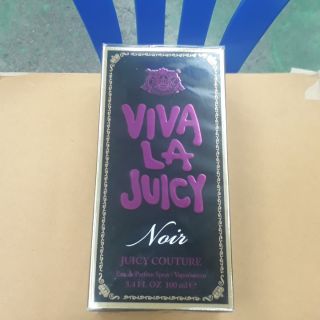 VIVA
LA
JUICY
Noir
JUICY COUTURE
Eau de Parfum Spray / Vaporisateur
3.4 FL OZ 100 ml e